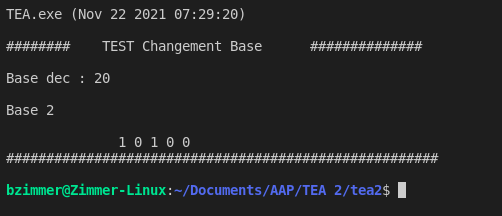 TEA.exe (Nov 22 2021 07:29:20)
########    TEST Changement Base      ##############
Base dec : 20
Base 2
              1 0 1 0 0
######################################################
bzimmer@Zimmer-Linux:~/Documents/AAP/TEA 2/tea2$